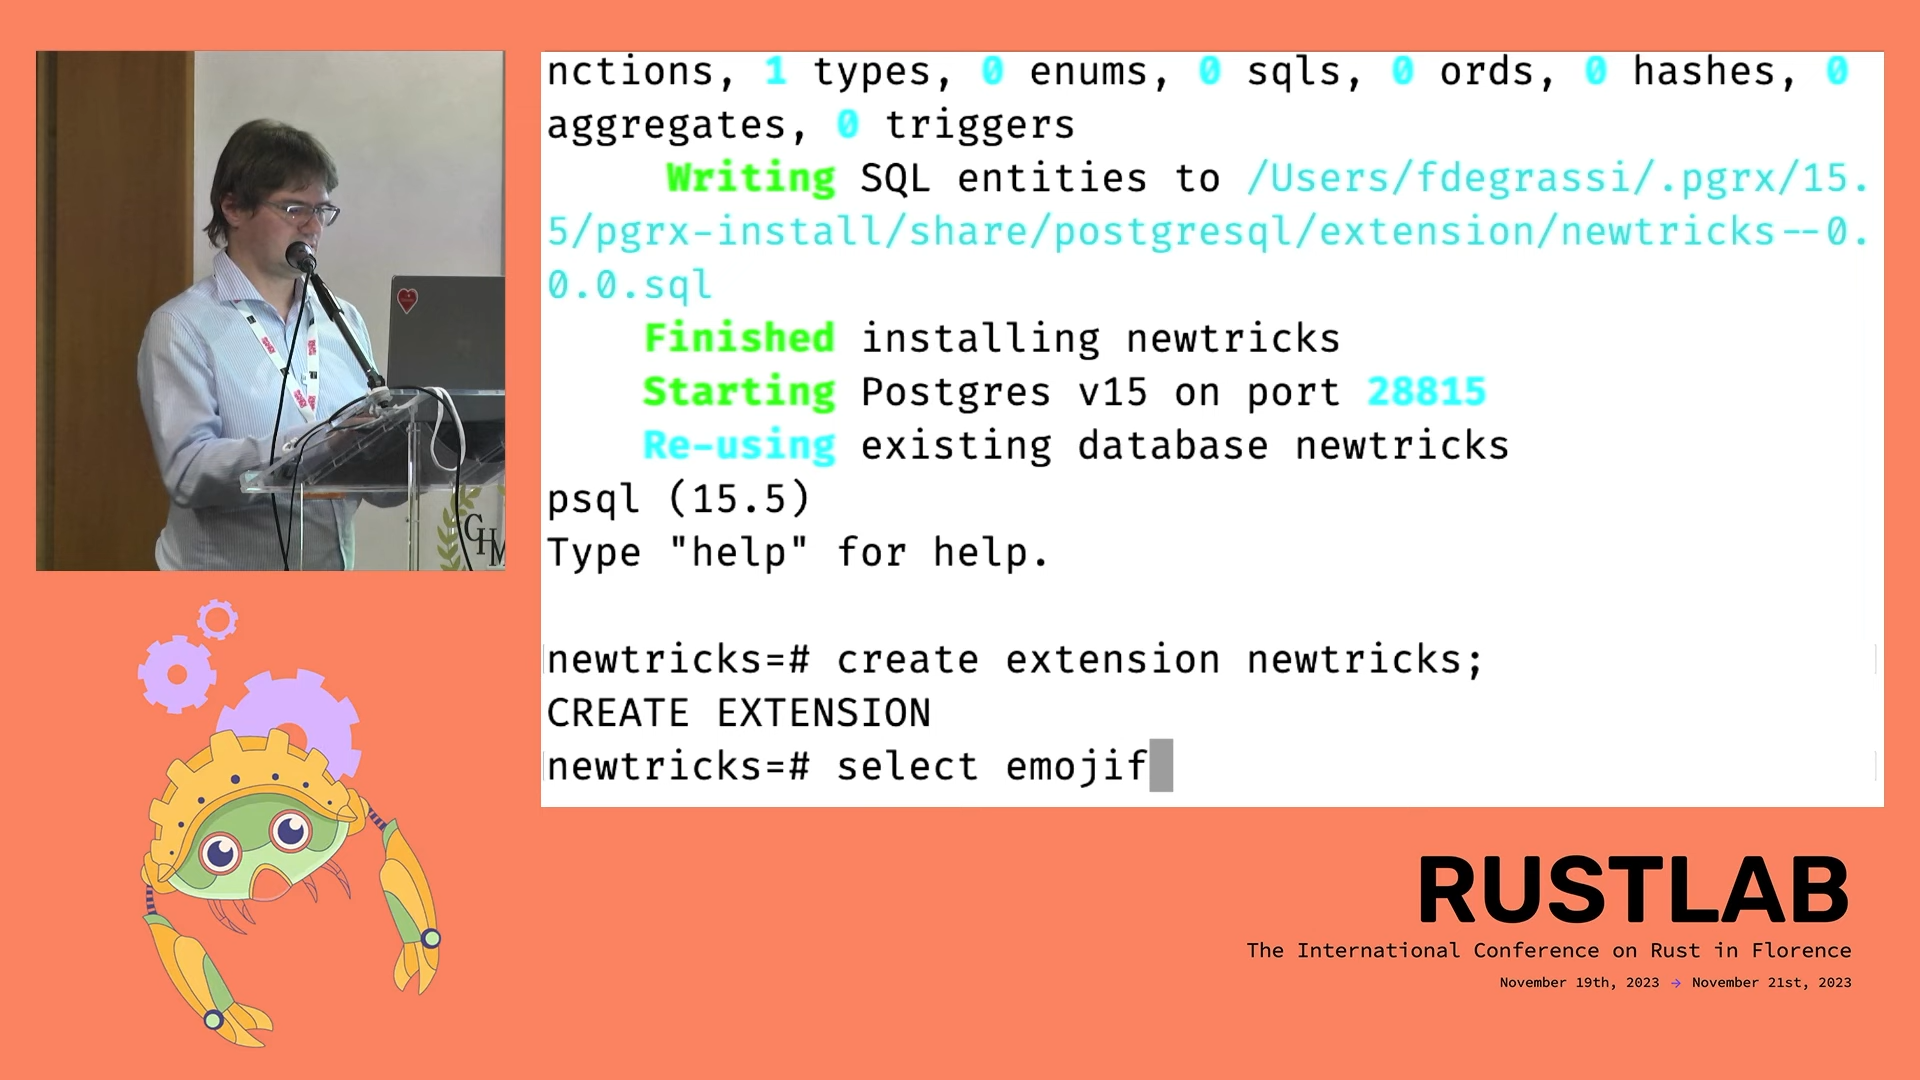 nctions, 1 types, 0 enums, 0 sqls, 0 ords, 0 hashes, 0
aggregates, 0 triggers
Writing SQL entities to /Users/fdegrassi/.pgrx/15.
5/pgrx-install/share/postgresql/extension/newtricks--0.
0.0.sql
Finished installing newtricks
Starting Postgres v15 on port 28815
Re-using existing database newtricks
psql (15.5)
Type "help" for help.
newtricks=# create extension newtricks;
CREATE EXTENSION
newtricks=# select emojif
GHM
RUSTLAB
The International Conference on Rust in Florence
November 19th, 2023 → November 21st, 2023